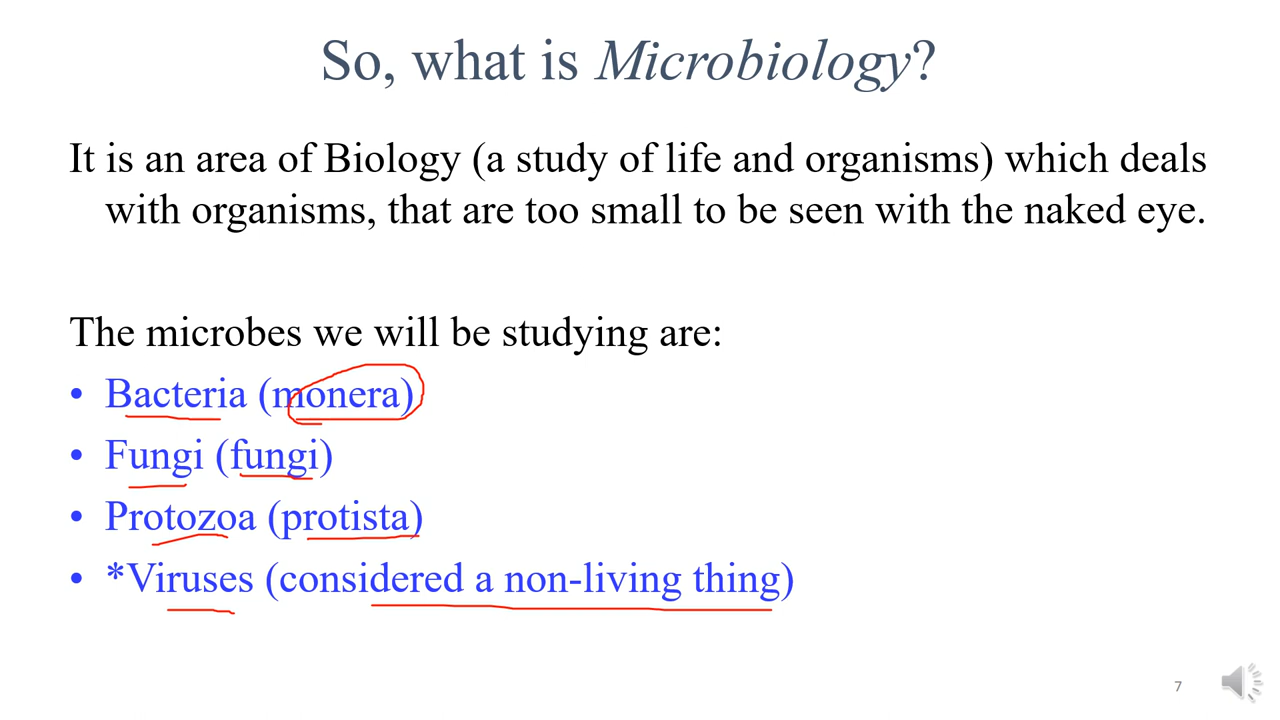 So, what is Microbiology?
It is an area of Biology (a study of life and organisms) which deals
with organisms, that are too small to be seen with the naked eye.
The microbes we will be studying are:
• Bacteria (monera)
• Fungi (fungi)
• Protozoa (protista)
• *Viruses (considered a non-living thing)
7